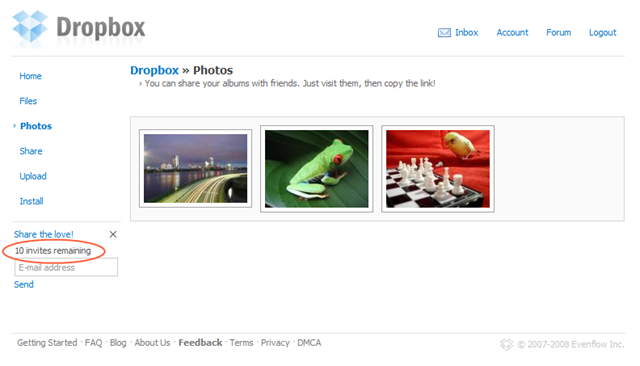 Dropbox
Inbox Account Forum Logout
Home
Files
Photos
Share
Upload
Install
Share the love!
10 invites remaining
E-mail address
Send
Dropbox » Photos
You can share your albums with friends. Just visit them, then copy the link!
Getting Started · FAQ · Blog · About Us · Feedback · Terms · Privacy · DMCA
© 2007-2008 Evenflow Inc.